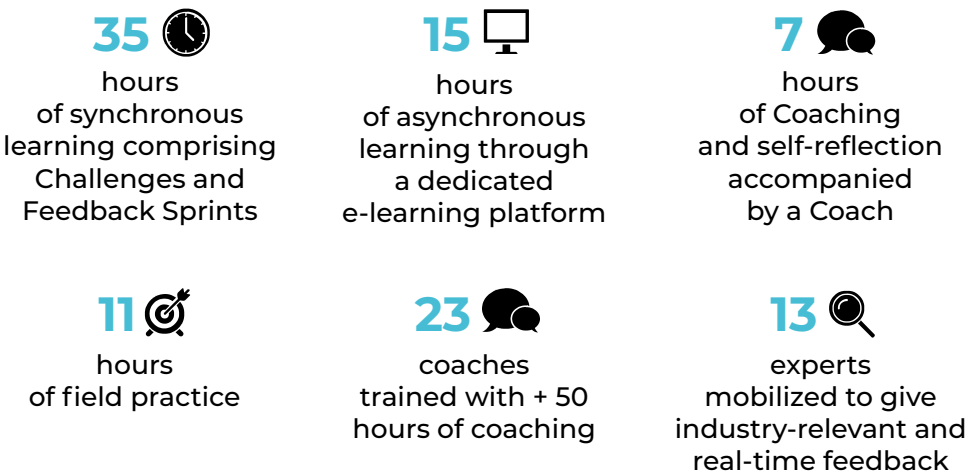 35
hours
of synchronous
learning comprising
Challenges and
Feedback Sprints
15
hours
of asynchronous
learning through
a dedicated
e-learning platform
7
hours
of Coaching
and self-reflection
accompanied
by a Coach
11
hours
of field practice
23
coaches
trained with + 50
hours of coaching
13
experts
mobilized to give
industry-relevant and
real-time feedback